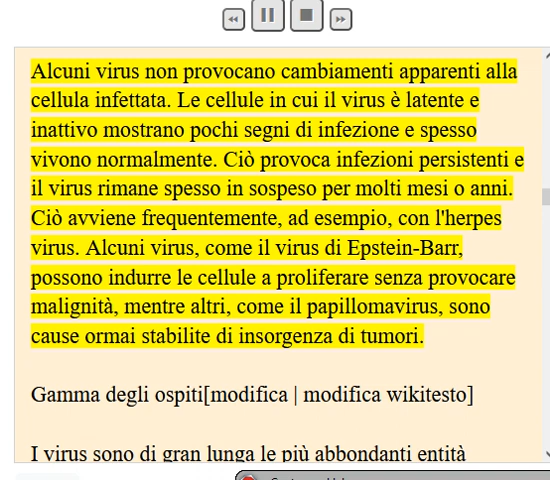 Alcuni virus non provocano cambiamenti apparenti alla
cellula infettata. Le cellule in cui il virus è latente e
inattivo mostrano pochi segni di infezione e spesso
vivono normalmente. Ciò provoca infezioni persistenti e
il virus rimane spesso in sospeso per molti mesi o anni.
Ciò avviene frequentemente, ad esempio, con l'herpes
virus. Alcuni virus, come il virus di Epstein-Barr,
possono indurre le cellule a proliferare senza provocare
malignità, mentre altri, come il papillomavirus, sono
cause ormai stabilite di insorgenza di tumori.
Gamma degli ospiti[modifica | modifica wikitesto]
I virus sono di gran lunga le più abbondanti entità